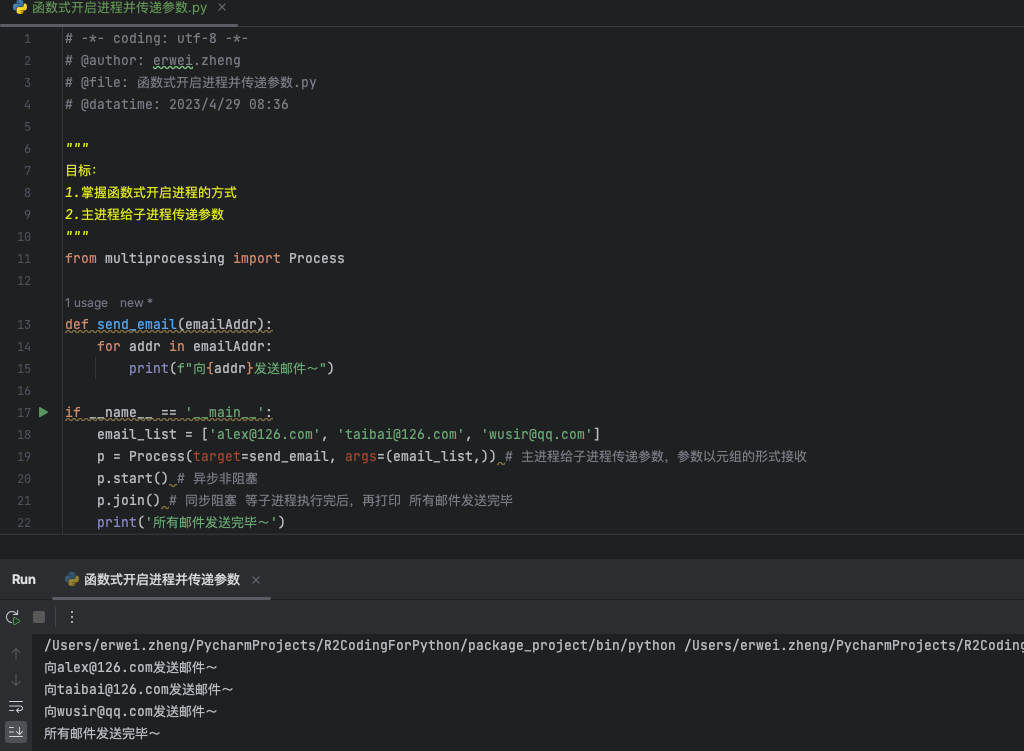 函数式开启进程并传递参数.py
1 # -*- coding: utf-8 -*-
2 # @author: erwei.zheng
3 # @file: 函数式开启进程并传递参数.py
4 # @datatime: 2023/4/29 08:36
5
6 """
7 目标:
8 1.掌握函数式开启进程的方式
9 2.主进程给子进程传递参数
10 """
11 from multiprocessing import Process
12
1 usage new *
13 def send_email(emailAddr):
14     for addr in emailAddr:
15         print(f"向{addr}发送邮件～")
16
17 if __name__ == '__main__':
18     email_list = ['alex@126.com', 'taibai@126.com', 'wusir@qq.com']
19     p = Process(target=send_email, args=(email_list,)) # 主进程给子进程传递参数，参数以元组的形式接收
20     p.start() # 异步非阻塞
21     p.join() # 同步阻塞 等子进程执行完后，再打印 所有邮件发送完毕
22     print('所有邮件发送完毕～')
Run 函数式开启进程并传递参数
/Users/erwei.zheng/PycharmProjects/R2CodingForPython/package_project/bin/python /Users/erwei.zheng/PycharmProjects/R2Coding
向alex@126.com发送邮件～
向taibai@126.com发送邮件～
向wusir@qq.com发送邮件～
所有邮件发送完毕～